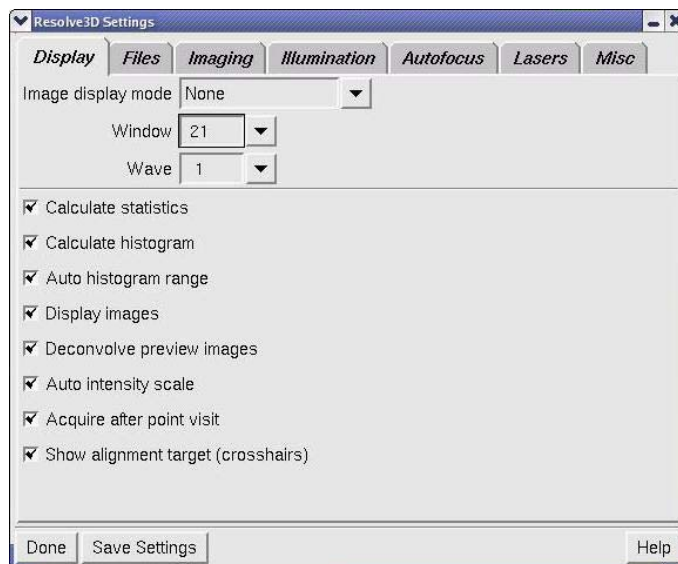 Resolve3D Settings
Display Files Imaging Illumination Autofocus Lasers Misc
Image display mode None
Window 21
Wave 1
Calculate statistics
Calculate histogram
Auto histogram range
Display images
Deconvolve preview images
Auto intensity scale
Acquire after point visit
Show alignment target (crosshairs)
Done Save Settings Help